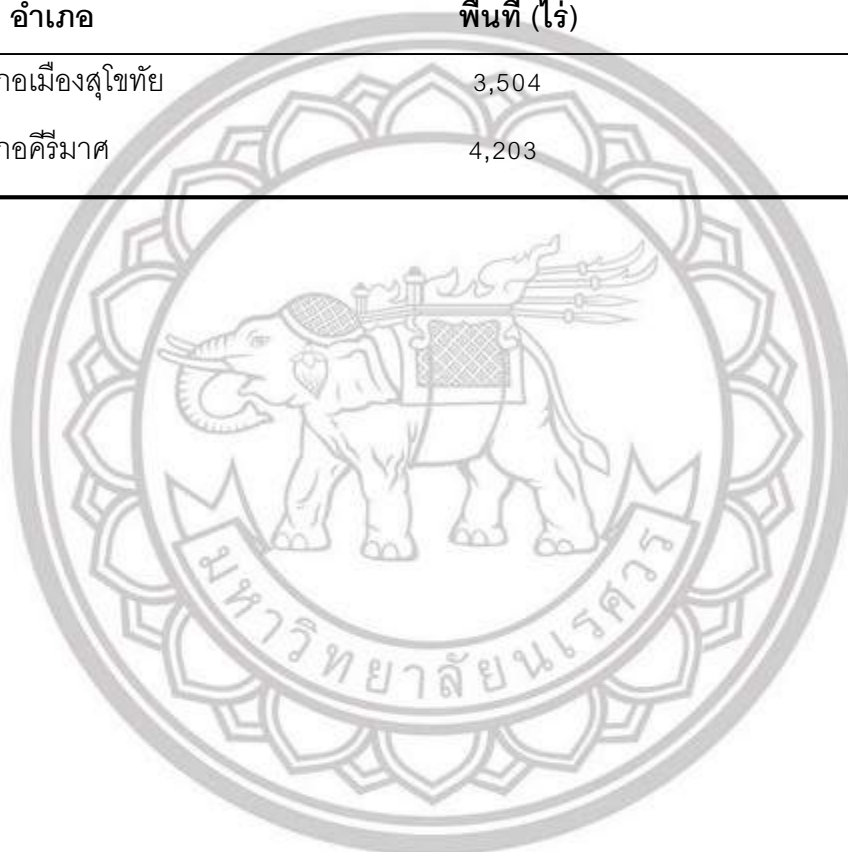 อำเภอ พื้นที่ (ไร่)
ภอเมืองสุโขทัย 3,504
ภอคีรีมาศ 4,203
มหาวิทยาลัยนเรศวร